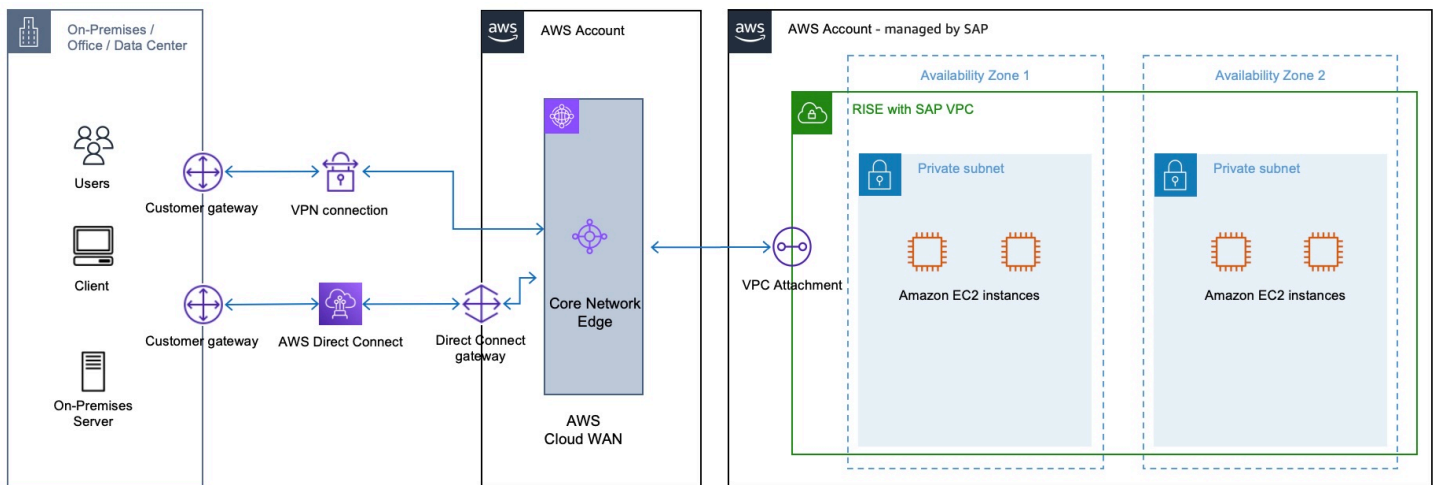 On-Premises /
Office / Data Center
Users
Client
On-Premises
Server
Customer gateway
VPN connection
Customer gateway
AWS Direct Connect
Direct Connect
gateway
aws
AWS Account
Core Network
Edge
AWS
Cloud WAN
aws
AWS Account - managed by SAP
Availability Zone 1
Availability Zone 2
RISE with SAP VPC
Private subnet
Private subnet
VPC Attachment
Amazon EC2 instances
Amazon EC2 instances